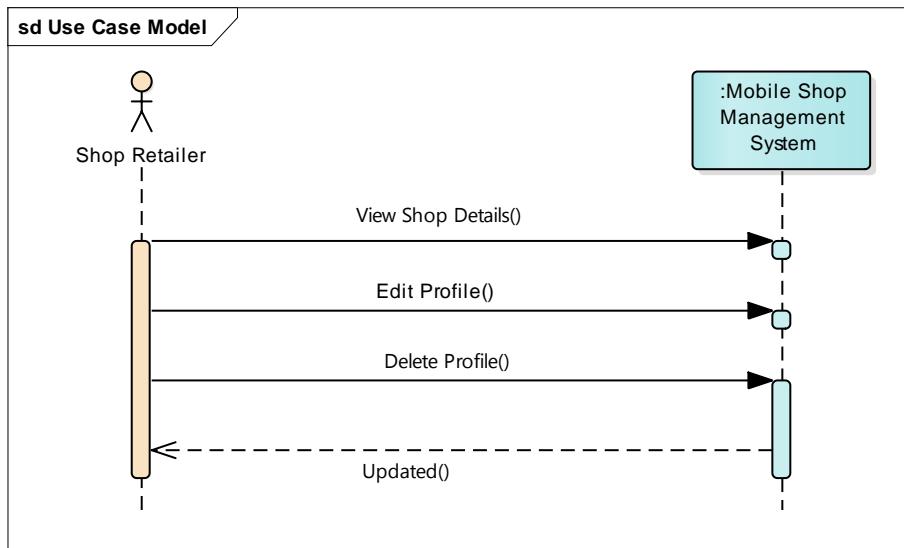 sd Use Case Model
:Mobile Shop
Management
System
Shop Retailer
View Shop Details()
Edit Profile()
Delete Profile()
Updated()